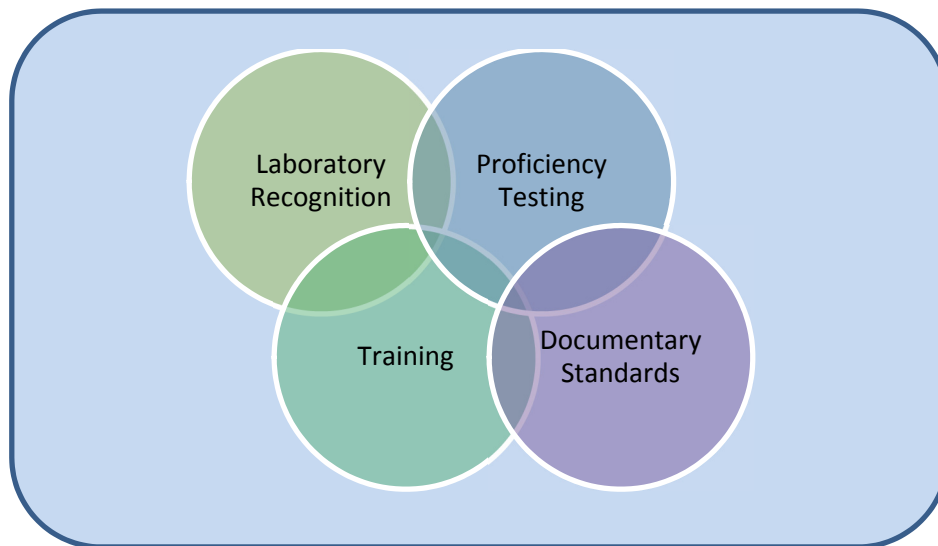 Laboratory
Recognition
Proficiency
Testing
Training
Documentary
Standards